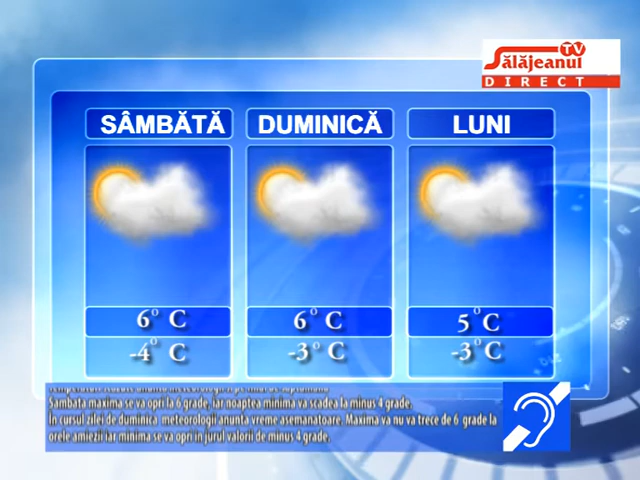 Sălăjeanul TV
DIRECT
SÂMBĂTĂ DUMINICĂ LUNI
6° C 6° C 5° C
-4° C -3° C -3° C
Sambata maxima se va opri la 6 grade, iar noaptea minima va scadea la minus 4 grade.
In cursul zilei de duminica meteorologii anunta vreme asemanatoare. Maxima va nu va trece de 6 grade la
orele amiezii iar minima se va opri in jurul valorii de minus 4 grade.